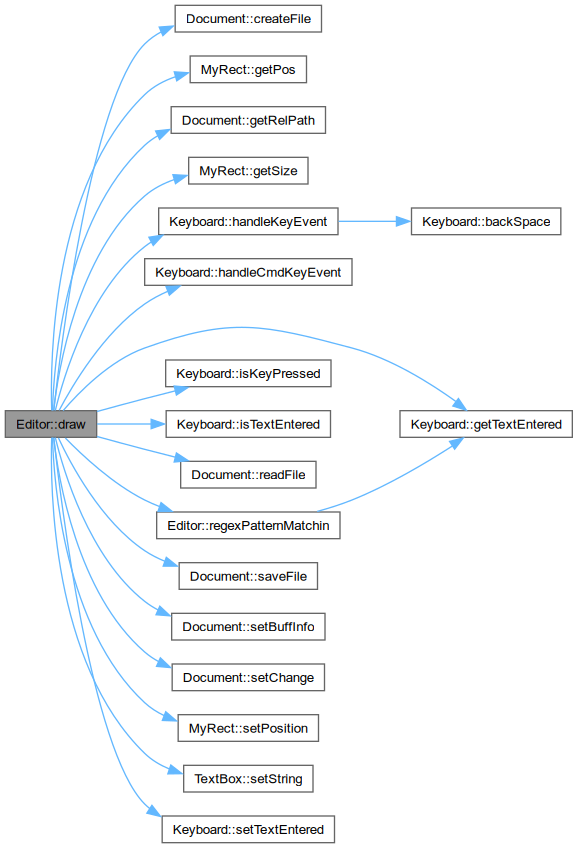 Document::createFile
MyRect::getPos
Document::getRelPath
MyRect::getSize
Keyboard::handleKeyEvent
Keyboard::backSpace
Keyboard::handleCmdKeyEvent
Keyboard::isKeyPressed
Editor::draw
Keyboard::isTextEntered
Keyboard::getTextEntered
Document::readFile
Editor::regexPatternMatchin
Document::saveFile
Document::setBuffInfo
Document::setChange
MyRect::setPosition
TextBox::setString
Keyboard::setTextEntered